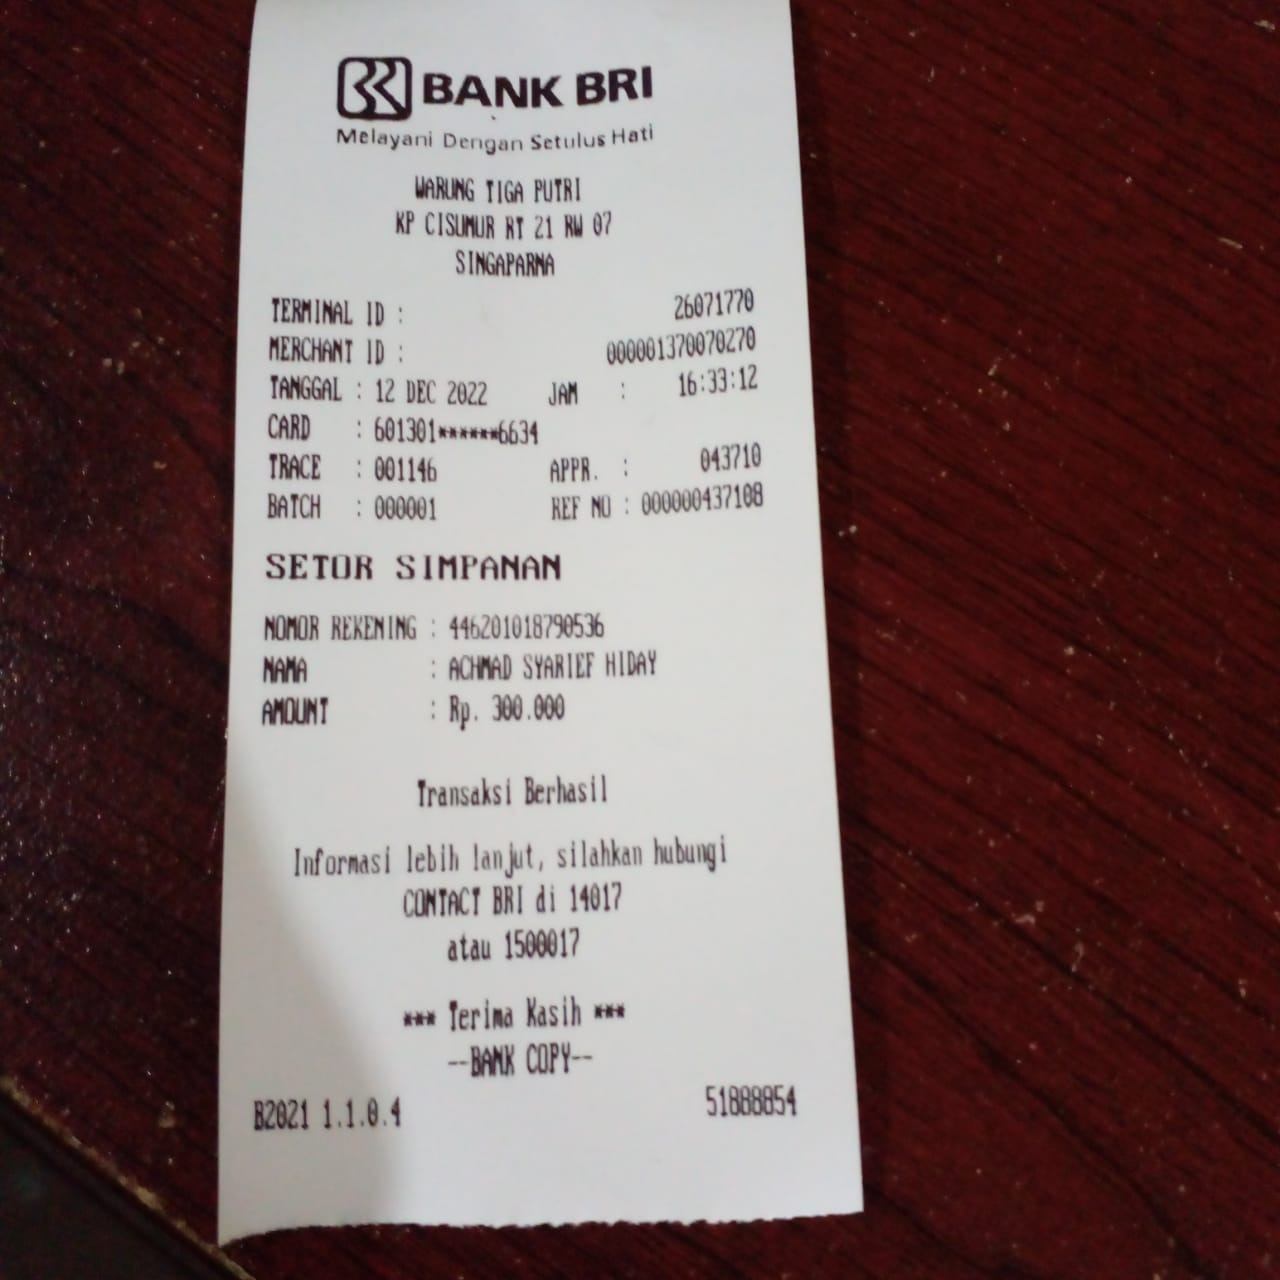 BANK BRI
Melayani Dengan Setulus Hati
WARUNG TIGA PUTRI
KP CISUMUR RT 21 RW 07
SINGAPARNA
TERMINAL ID : 26071770
MERCHANT ID : 000001370070270
TANGGAL : 12 DEC 2022 JAM : 16:33:12
CARD : 601301******6634
TRACE : 001146 APPR. : 043710
BATCH : 000001 REF NO : 000000437108
SETOR SIMPANAN
NOMOR REKENING : 446201018790536
NAMA : ACHMAD SYARIEF HIDAY
AMOUNT : Rp. 300.000
Transaksi Berhasil
Informasi lebih lanjut, silahkan hubungi
CONTACT BRI di 14017
atau 1500017
*** Terima Kasih ***
--BANK COPY--
B2021 1.1.0.4 51888854